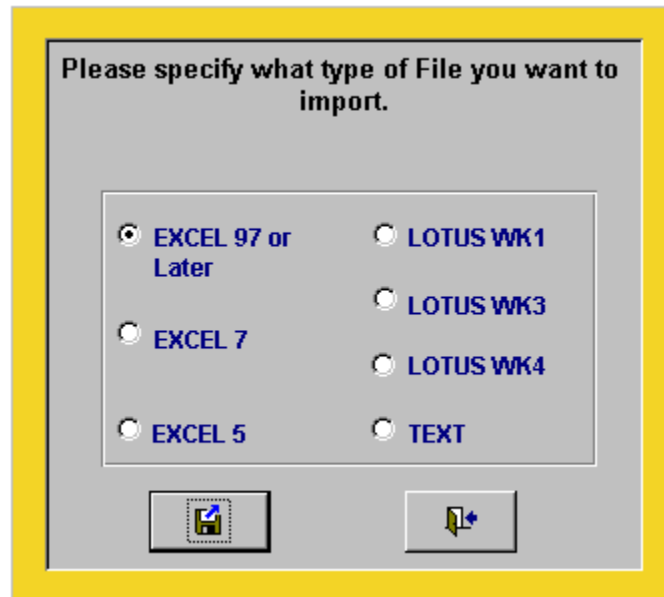 Please specify what type of File you want to
import.
EXCEL 97 or
Later
EXCEL 7
EXCEL 5
LOTUS WK1
LOTUS WK3
LOTUS WK4
TEXT